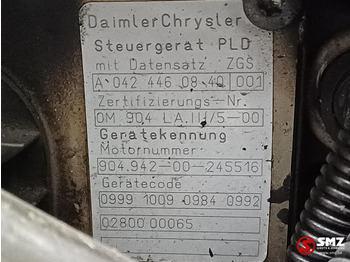 DaimlerChrysler
Steuergerät PLD
mit Datensatz ZGS
A 042 446 08 40 001
Zertifizierungs-Nr.
OM 904 LA.III/5-00
Gerätekennung
Motornummer
904.942-00-245516
Gerätecode
0999 1009 0984 0992
02800 00065
SMZ